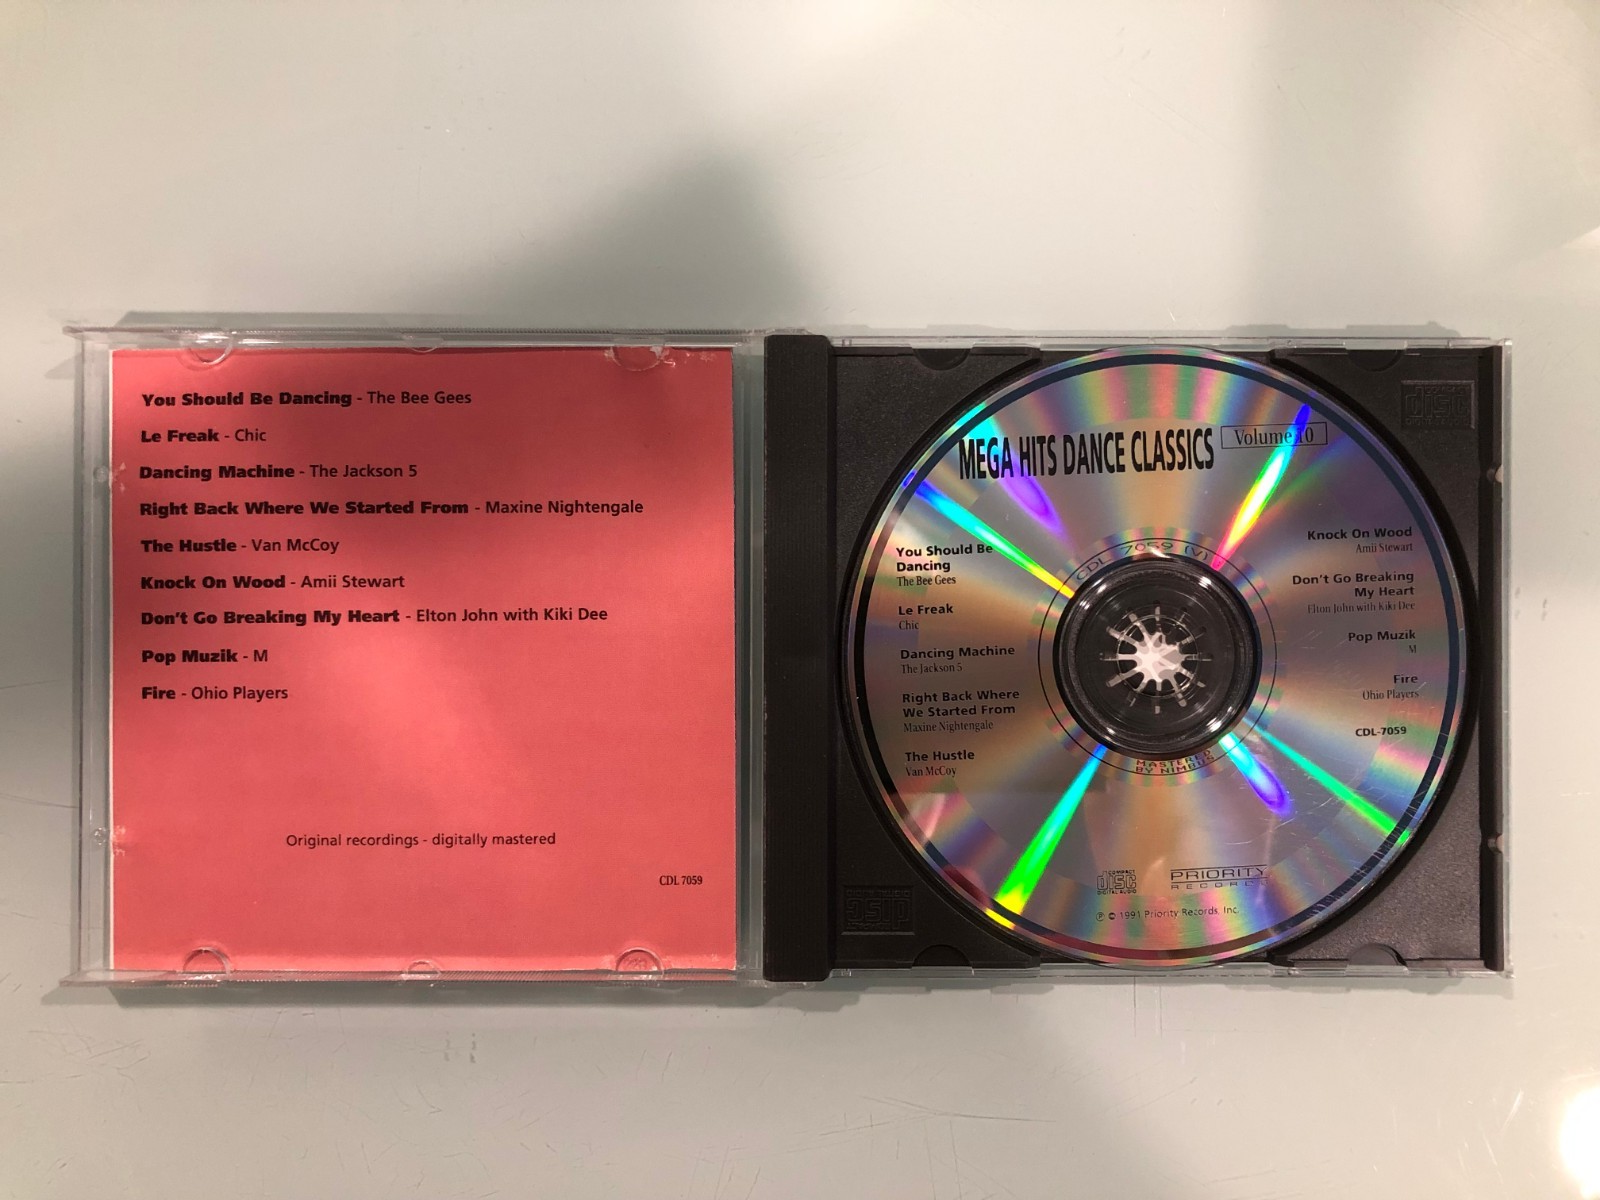 You Should Be Dancing - The Bee Gees
Le Freak - Chic
Dancing Machine - The Jackson 5
Right Back Where We Started From - Maxine Nightengale
The Hustle - Van McCoy
Knock On Wood - Amii Stewart
Don't Go Breaking My Heart - Elton John with Kiki Dee
Pop Muzik - M
Fire - Ohio Players
Original recordings - digitally mastered
CDL 7059
MEGA HITS DANCE CLASSICS
Volume 10
You Should Be
Dancing
The Bee Gees
Le Freak
Chic
Dancing Machine
The Jackson 5
Right Back Where
We Started From
Maxine Nightengale
The Hustle
Van McCoy
Knock On Wood
Amii Stewart
Don't Go Breaking
My Heart
Elton John with Kiki Dee
Pop Muzik
M
Fire
Ohio Players
CDL-7059
CDL 7059 (V)
MASTERED
BY NIMBUS
COMPACT
disc
DIGITAL AUDIO
PRIORITY
RECORDS
℗ © 1991 Priority Records, Inc.
disc
disc